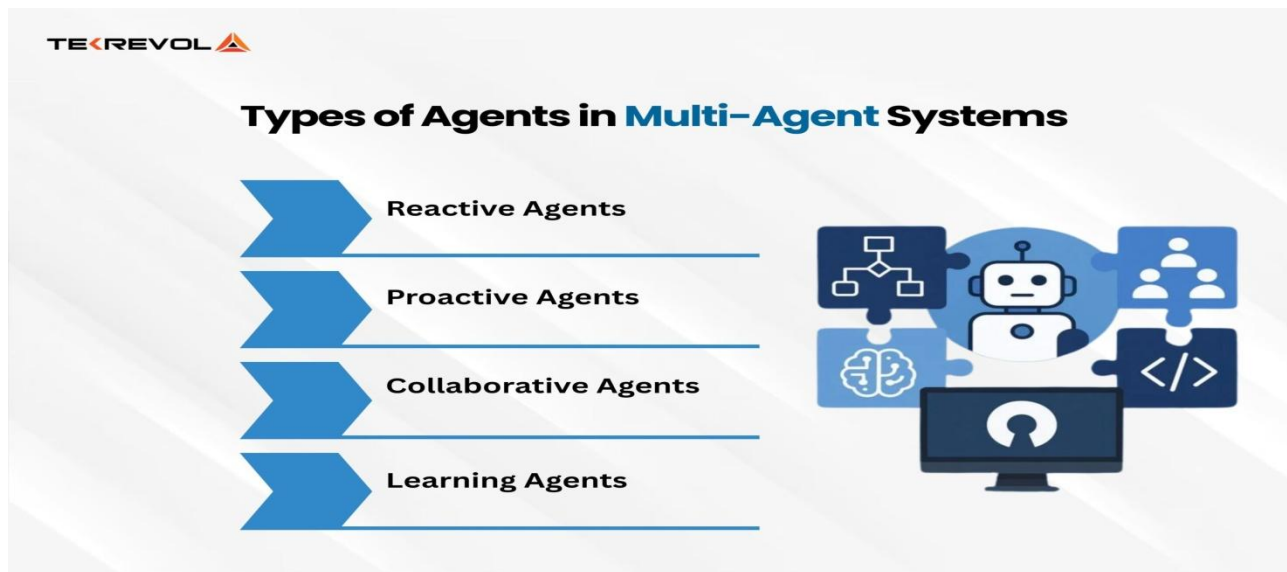 TEKREVOL
Types of Agents in Multi-Agent Systems
Reactive Agents
Proactive Agents
Collaborative Agents
Learning Agents
</>